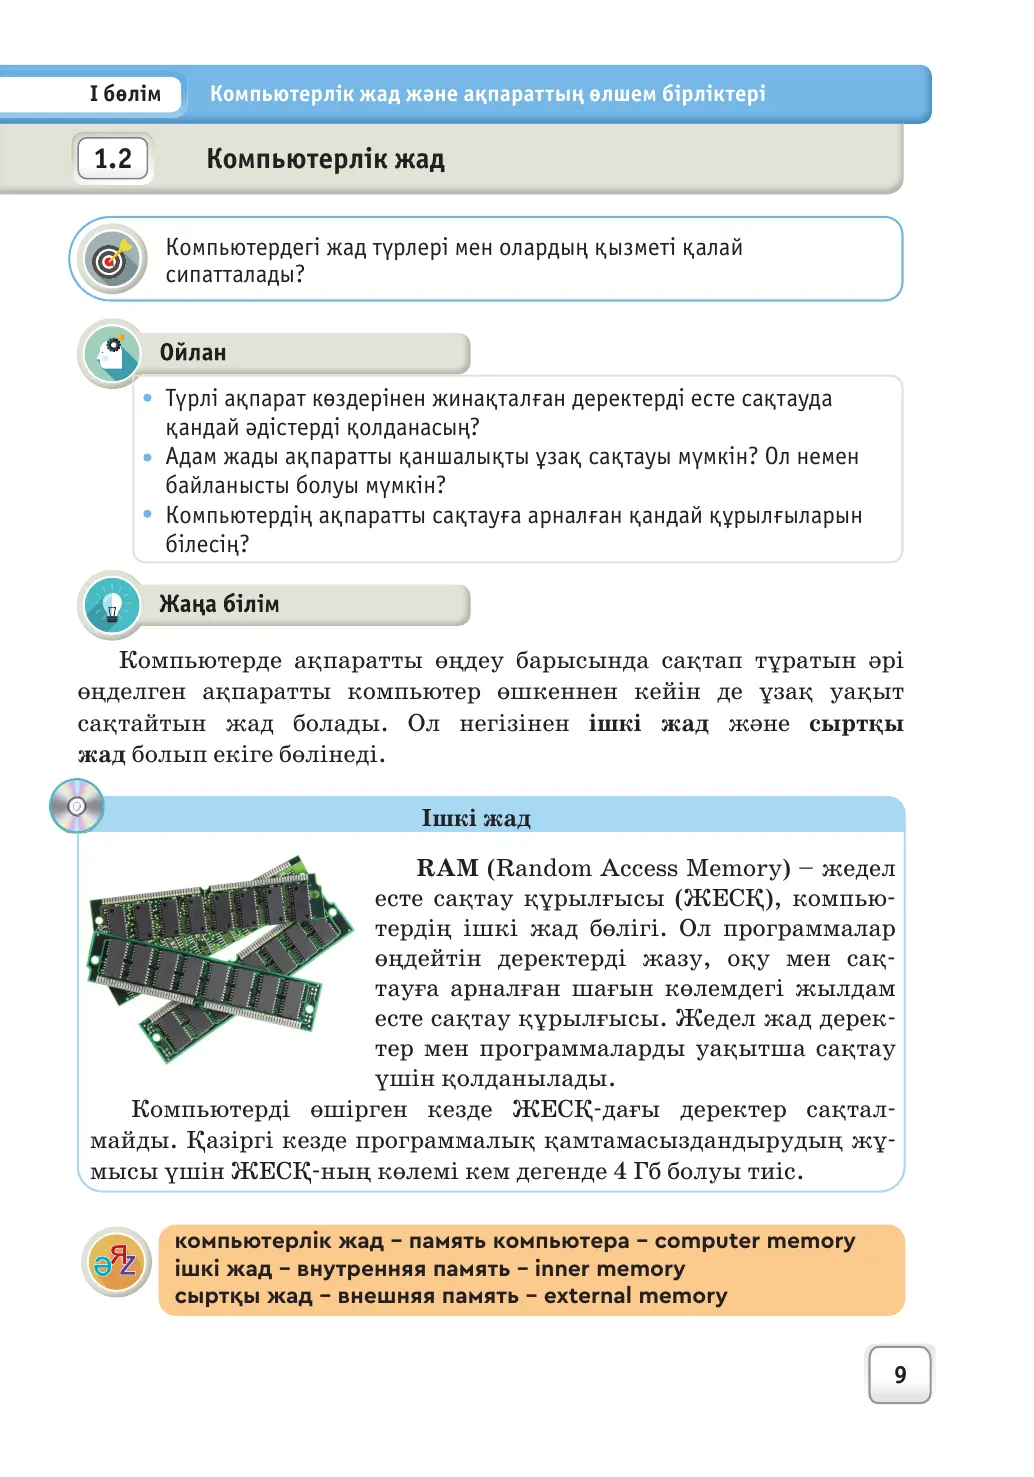 І бөлім
Компьютерлік жад және ақпараттың өлшем бірліктері
1.2
Компьютерлік жад
Компьютердегі жад түрлері мен олардың қызметі қалай
сипатталады?
Ойлан
• Түрлі ақпарат көздерінен жинақталған деректерді есте сақтауда
қандай әдістерді қолданасың?
• Адам жады ақпаратты қаншалықты ұзақ сақтауы мүмкін? Ол немен
байланысты болуы мүмкін?
• Компьютердің ақпаратты сақтауға арналған қандай құрылғыларын
білесің?
Жаңа білім
Компьютерде ақпаратты өңдеу барысында сақтап тұратын әрі
өңделген ақпаратты компьютер өшкеннен кейін де ұзақ уақыт
сақтайтын жад болады. Ол негізінен ішкі жад және сыртқы
жад болып екіге бөлінеді.
Ішкі жад
RAM (Random Access Memory) – жедел
есте сақтау құрылғысы (ЖЕСҚ), компью-
тердің ішкі жад бөлігі. Ол программалар
өңдейтін деректерді жазу, оқу мен сақ-
тауға арналған шағын көлемдегі жылдам
есте сақтау құрылғысы. Жедел жад дерек-
тер мен программаларды уақытша сақтау
үшін қолданылады.
Компьютерді өшірген кезде ЖЕСҚ-дағы деректер сақтал-
майды. Қазіргі кезде программалық қамтамасыздандырудың жұ-
мысы үшін ЖЕСҚ-ның көлемі кем дегенде 4 Гб болуы тиіс.
әЯz
компьютерлік жад – память компьютера – computer memory
ішкі жад – внутренняя память – inner memory
сыртқы жад – внешняя память – external memory
9